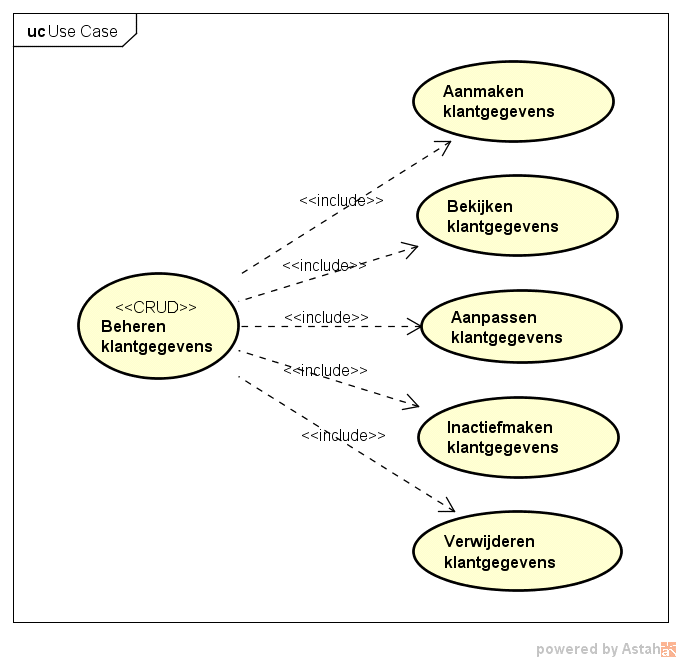 uc Use Case
Aanmaken
klantgegevens
<<include>>
Bekijken
klantgegevens
<<include>>
<<CRUD>>
Beheren
klantgegevens
<<include>>
Aanpassen
klantgegevens
<<include>>
Inactiefmaken
klantgegevens
<<include>>
Verwijderen
klantgegevens
powered by Astah